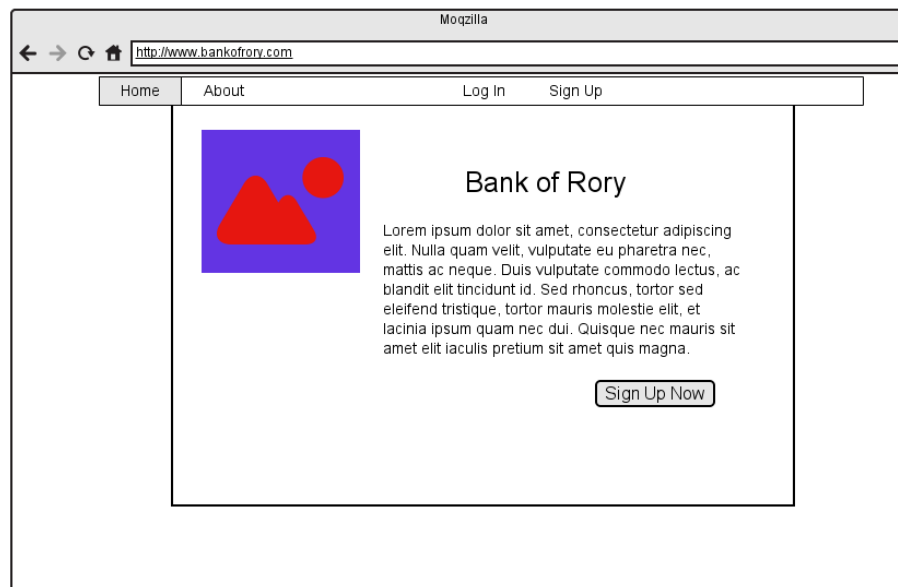 Moqzilla
http://www.bankofrory.com
Home About Log In Sign Up
Bank of Rory
Lorem ipsum dolor sit amet, consectetur adipiscing
elit. Nulla quam velit, vulputate eu pharetra nec,
mattis ac neque. Duis vulputate commodo lectus, ac
blandit elit tincidunt id. Sed rhoncus, tortor sed
eleifend tristique, tortor mauris molestie elit, et
lacinia ipsum quam nec dui. Quisque nec mauris sit
amet elit iaculis pretium sit amet quis magna.
Sign Up Now